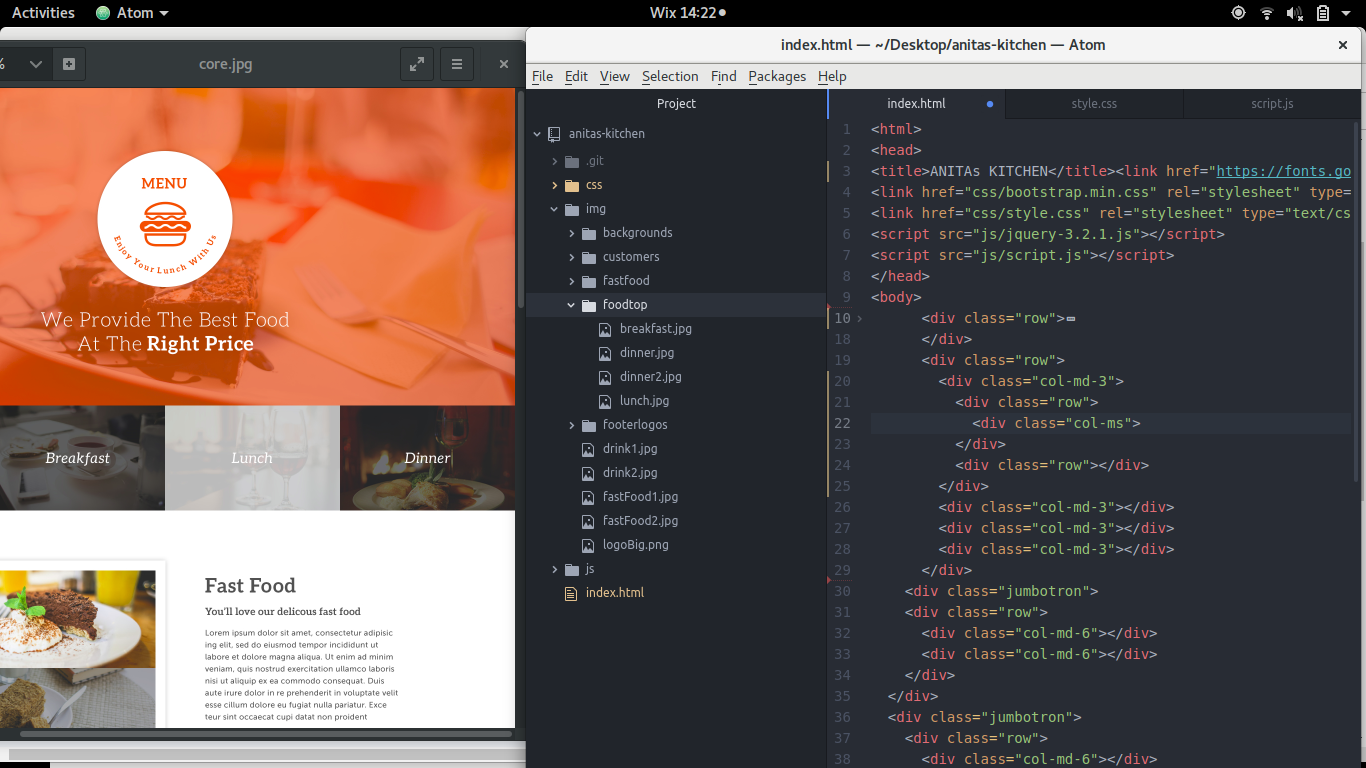 Activities Atom Wix 14:22
% core.jpg
MENU
Enjoy Your Lunch With Us
We Provide The Best Food
At The Right Price
Breakfast Lunch Dinner
Fast Food
You'll love our delicous fast food
Lorem ipsum dolor sit amet, consectetur adipisic
ing elit, sed do eiusmod tempor incididunt ut
labore et dolore magna aliqua. Ut enim ad minim
veniam, quis nostrud exercitation ullamco laboris
nisi ut aliquip ex ea commodo consequat. Duis
aute irure dolor in re prehenderit in voluptate velit
esse cillum dolore eu fugiat nulla pariatur. Exce
teur sint occaecat cupi datat non proident
index.html — ~/Desktop/anitas-kitchen — Atom
File Edit View Selection Find Packages Help
Project
anitas-kitchen
.git
css
img
backgrounds
customers
fastfood
foodtop
breakfast.jpg
dinner.jpg
dinner2.jpg
lunch.jpg
footerlogos
drink1.jpg
drink2.jpg
fastFood1.jpg
fastFood2.jpg
logoBig.png
js
index.html
index.html style.css script.js
1 <html>
2 <head>
3 <title>ANITAs KITCHEN</title><link href="https://fonts.go
4 <link href="css/bootstrap.min.css" rel="stylesheet" type=
5 <link href="css/style.css" rel="stylesheet" type="text/cs
6 <script src="js/jquery-3.2.1.js"></script>
7 <script src="js/script.js"></script>
8 </head>
9 <body>
10 <div class="row">
18 </div>
19 <div class="row">
20 <div class="col-md-3">
21 <div class="row">
22 <div class="col-ms">
23 </div>
24 <div class="row"></div>
25 </div>
26 <div class="col-md-3"></div>
27 <div class="col-md-3"></div>
28 <div class="col-md-3"></div>
29 </div>
30 <div class="jumbotron">
31 <div class="row">
32 <div class="col-md-6"></div>
33 <div class="col-md-6"></div>
34 </div>
35 </div>
36 <div class="jumbotron">
37 <div class="row">
38 <div class="col-md-6"></div>